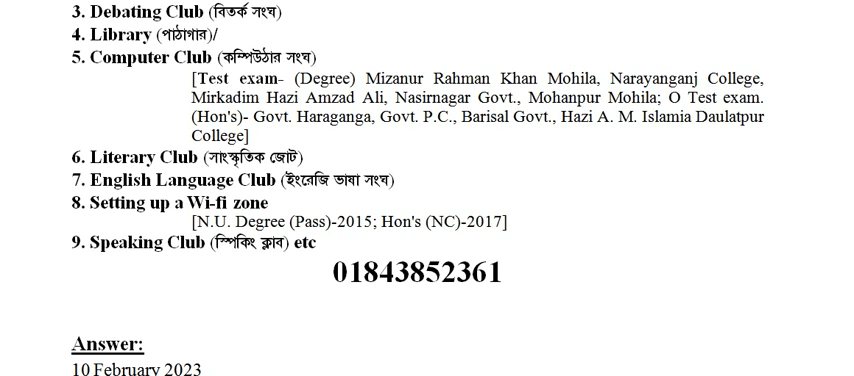 3. Debating Club (বিতর্ক সংঘ)
4. Library (পাঠাগার)/
5. Computer Club (কম্পিউঠার সংঘ)
[Test exam- (Degree) Mizanur Rahman Khan Mohila, Narayanganj College,
Mirkadim Hazi Amzad Ali, Nasirnagar Govt., Mohanpur Mohila; O Test exam.
(Hon's)- Govt. Haraganga, Govt. P.C., Barisal Govt., Hazi A. M. Islamia Daulatpur
College]
6. Literary Club (সাংস্কৃতিক জোট)
7. English Language Club (ইংরেজি ভাষা সংঘ)
8. Setting up a Wi-fi zone
[N.U. Degree (Pass)-2015; Hon's (NC)-2017]
9. Speaking Club (স্পিকিং ক্লাব) etc
01843852361
Answer:
10 February 2023